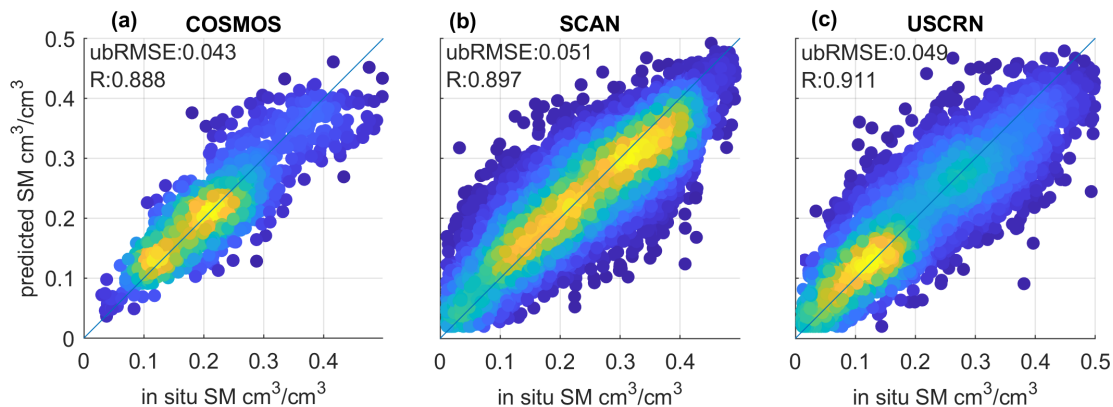 (a) COSMOS
ubRMSE:0.043
R:0.888
predicted SM cm³/cm³
0.5
0.4
0.3
0.2
0.1
0
0 0.1 0.2 0.3 0.4
in situ SM cm³/cm³
(b) SCAN
ubRMSE:0.051
R:0.897
0 0.1 0.2 0.3 0.4
in situ SM cm³/cm³
(c) USCRN
ubRMSE:0.049
R:0.911
0 0.1 0.2 0.3 0.4 0.5
in situ SM cm³/cm³